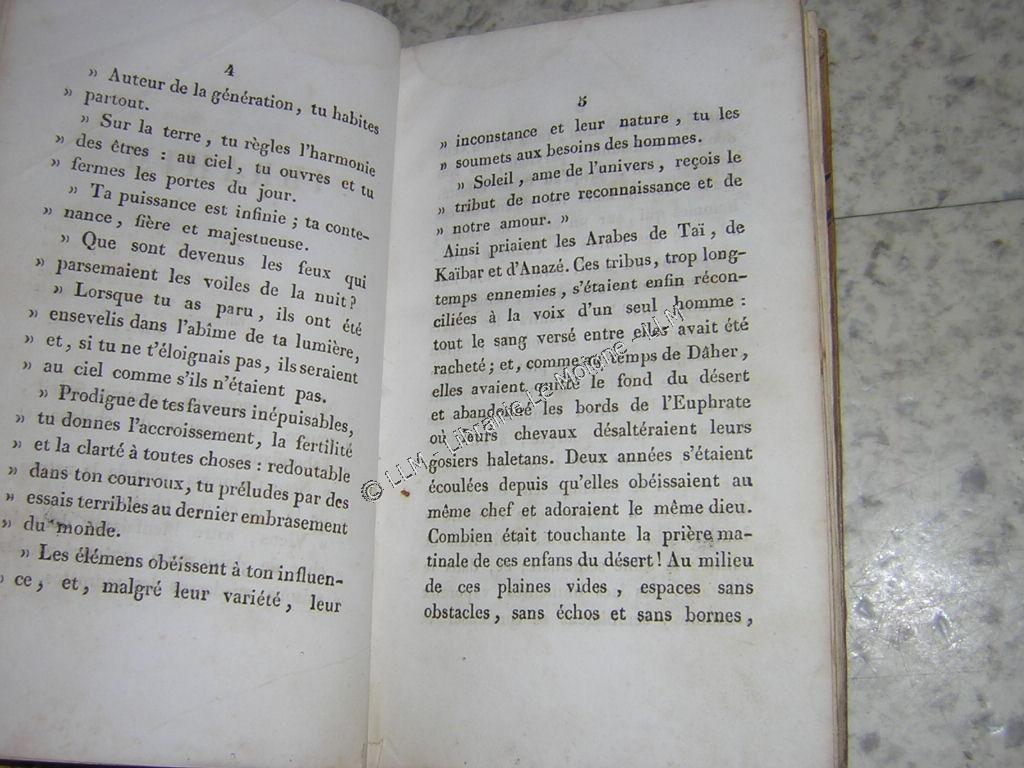 4
» Auteur de la génération, tu habites
» partout.
» Sur la terre, tu règles l'harmonie
» des êtres : au ciel, tu ouvres et tu
» fermes les portes du jour.
» Ta puissance est infinie ; ta conte-
» nance, fière et majestueuse.
» Que sont devenus les feux qui
» parsemaient les voiles de la nuit?
» Lorsque tu as paru, ils ont été
» ensevelis dans l'abîme de ta lumière,
» et, si tu ne t'éloignais pas, ils seraient
» au ciel comme s'ils n'étaient pas.
» Prodigue de tes faveurs inépuisables,
» tu donnes l'accroissement, la fertilité
» et la clarté à toutes choses : redoutable
» dans ton courroux, tu préludes par des
» essais terribles au dernier embrasement
» du monde.
» Les élémens obéissent à ton influen-
» ce, et, malgré leur variété, leur
5
» inconstance et leur nature, tu les
» soumets aux besoins des hommes.
» Soleil, ame de l'univers, reçois le
» tribut de notre reconnaissance et de
» notre amour. »
Ainsi priaient les Arabes de Taï, de
Kaïbar et d'Anazé. Ces tribus, trop long-
temps ennemies, s'étaient enfin récon-
ciliées à la voix d'un seul homme :
tout le sang versé entre elles avait été
racheté ; et, comme au temps de Dâher,
elles avaient quitté le fond du désert
et abandonné les bords de l'Euphrate
où leurs chevaux désaltéraient leurs
gosiers haletans. Deux années s'étaient
écoulées depuis qu'elles obéissaient au
même chef et adoraient le même dieu.
Combien était touchante la prière ma-
tinale de ces enfans du désert! Au milieu
de ces plaines vides, espaces sans
obstacles, sans échos et sans bornes,
© LLM - Librairie Le Moyne - LLM